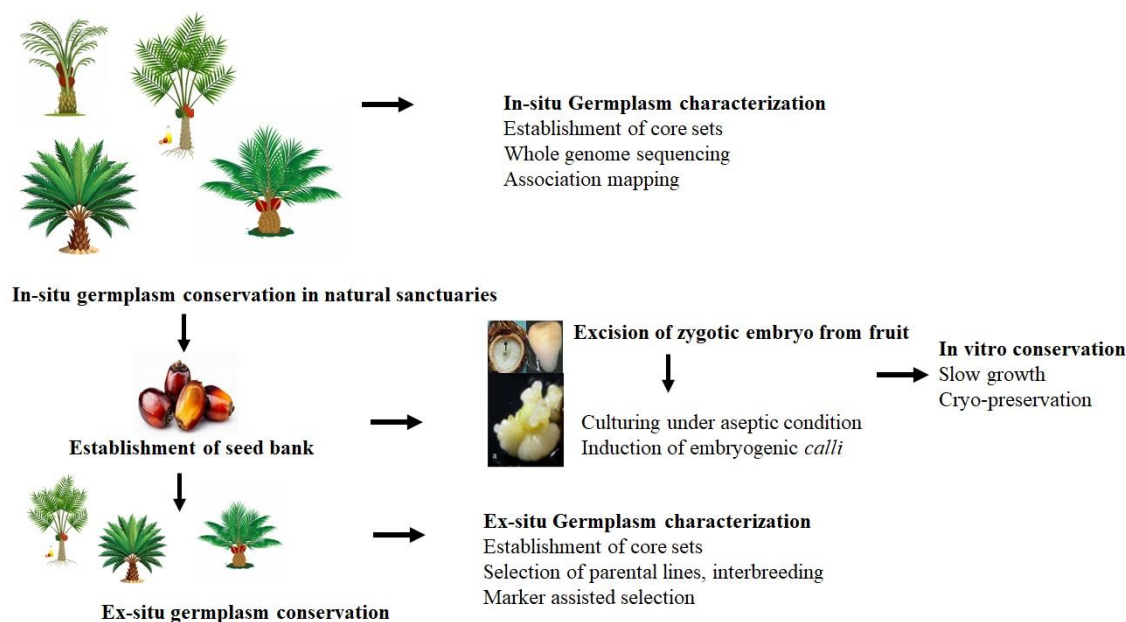 In-situ Germplasm characterization
Establishment of core sets
Whole genome sequencing
Association mapping
In-situ germplasm conservation in natural sanctuaries
Establishment of seed bank
Excision of zygotic embryo from fruit
Culturing under aseptic condition
Induction of embryogenic calli
a
In vitro conservation
Slow growth
Cryo-preservation
Ex-situ germplasm conservation
Ex-situ Germplasm characterization
Establishment of core sets
Selection of parental lines, interbreeding
Marker assisted selection